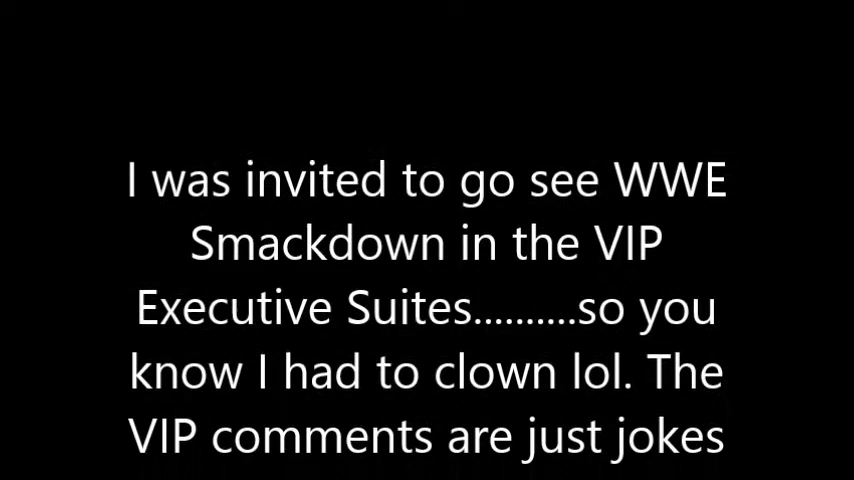 I was invited to go see WWE
Smackdown in the VIP
Executive Suites..........so you
know I had to clown lol. The
VIP comments are just jokes